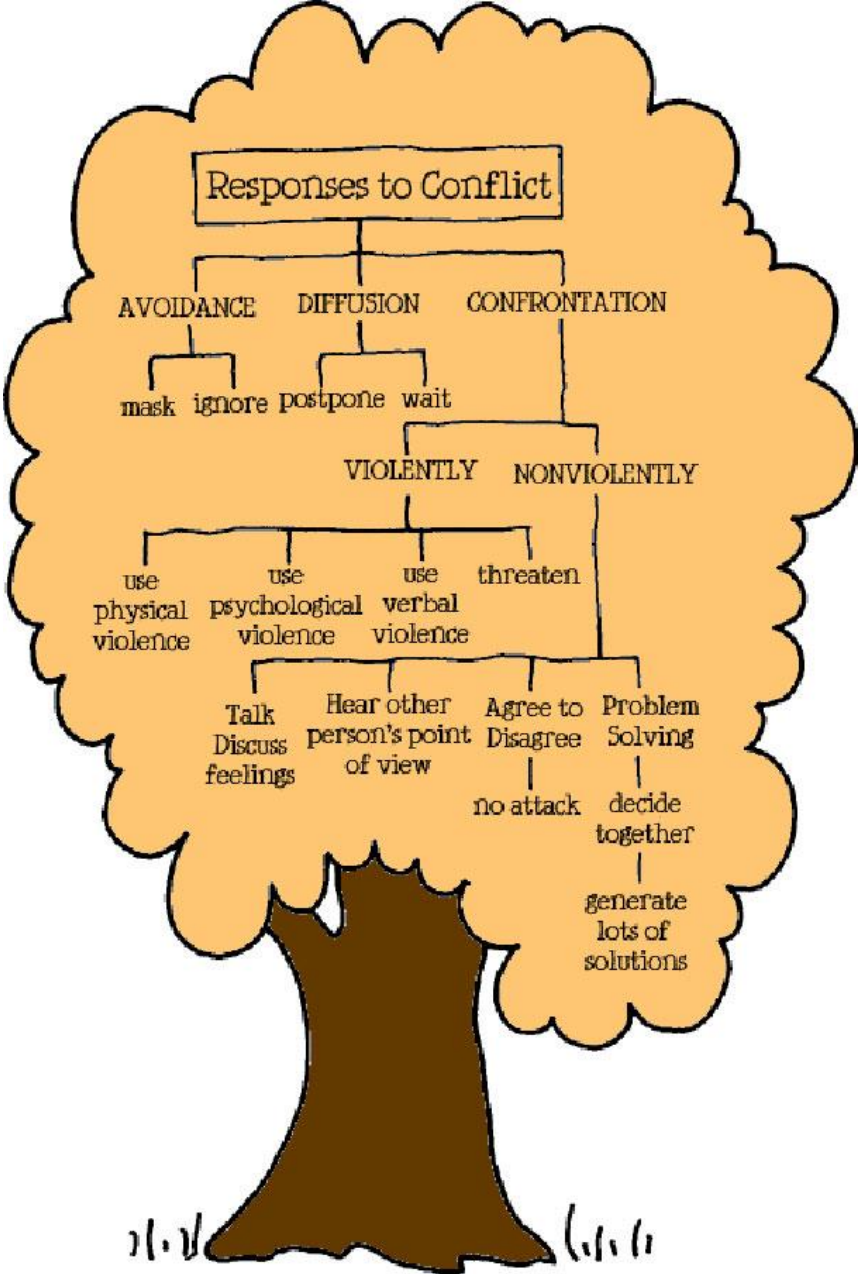 Responses to Conflict
AVOIDANCE
DIFFUSION
CONFRONTATION
mask
ignore
postpone
wait
VIOLENTLY
NONVIOLENTLY
use
physical
violence
use
psychological
violence
use
verbal
violence
threaten
Talk
Discuss
feelings
Hear other
person's point
of view
Agree to
Disagree
no attack
Problem
Solving
decide
together
generate
lots of
solutions